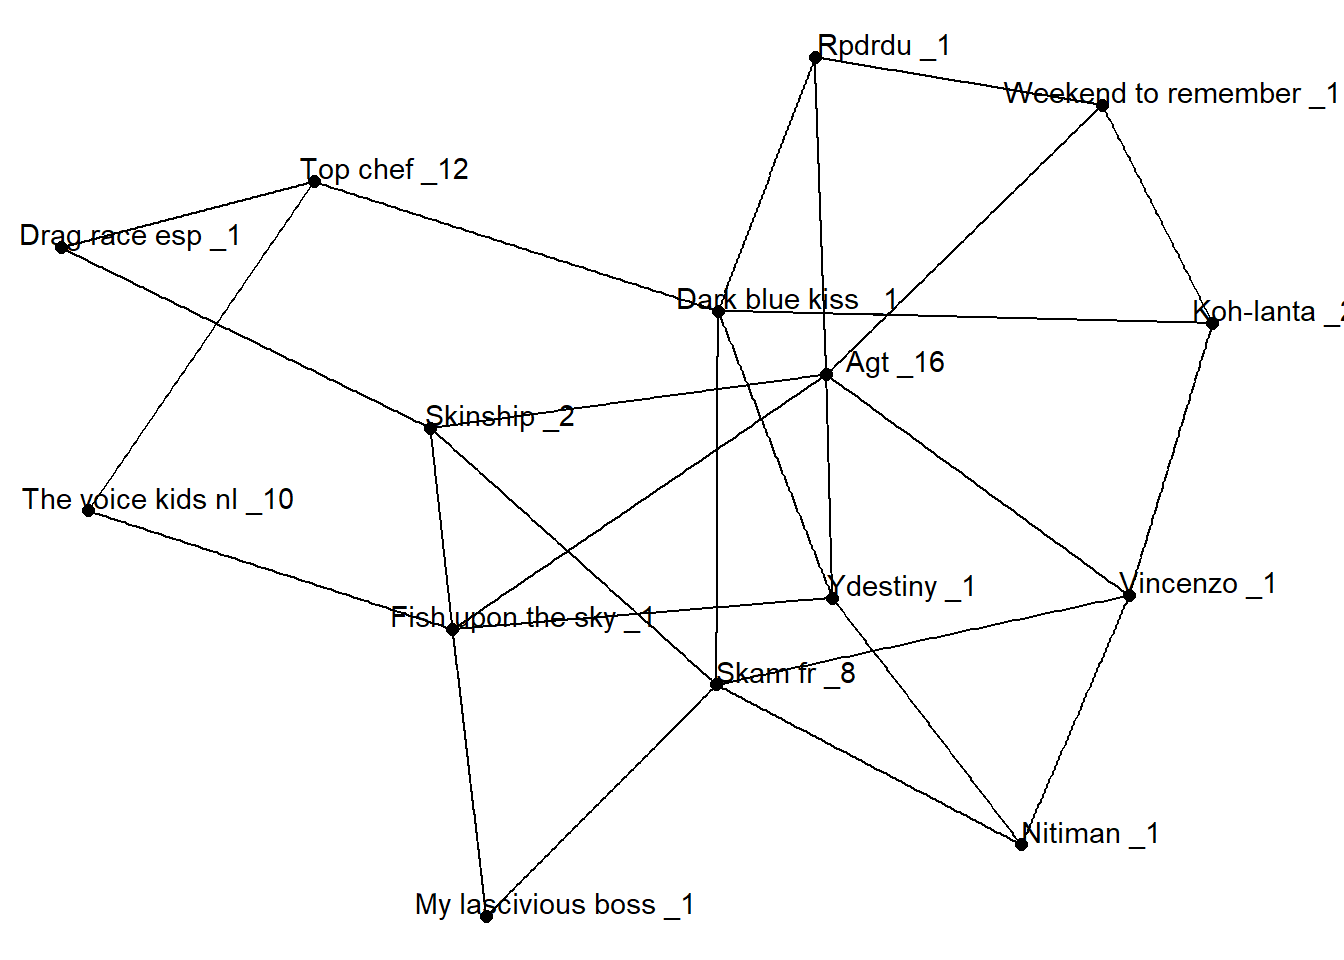 Rpdrdu _1
Weekend to remember _1
Top chef _12
Drag race esp _1
Dark blue kiss _1
Koh-lanta _2
Agt _16
Skinship _2
The voice kids nl _10
Ydestiny _1
Vincenzo _1
Fish upon the sky _1
Skam fr _8
Nitiman _1
My lascivious boss _1